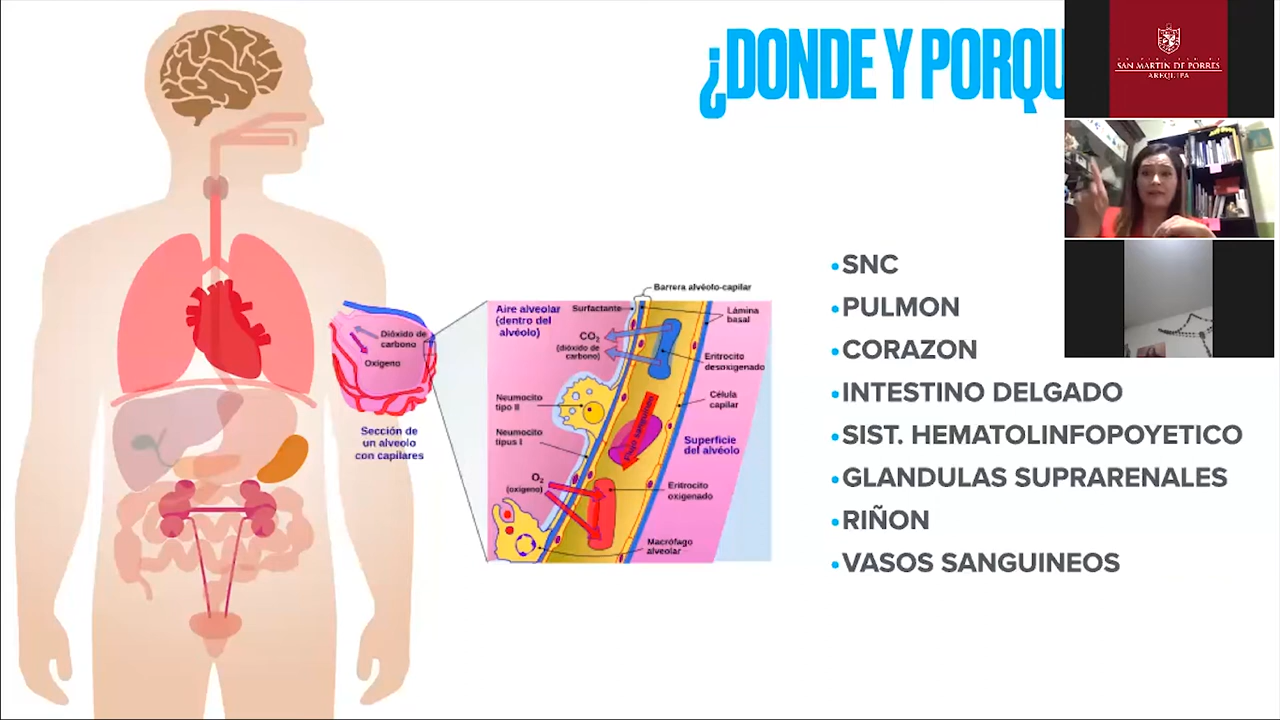 ¿DONDE Y PORQU
SAN MARTIN DE PORRES
AREQUIPA
•SNC
•PULMON
•CORAZON
•INTESTINO DELGADO
•SIST. HEMATOLINFOPOYETICO
•GLANDULAS SUPRARENALES
•RIÑON
•VASOS SANGUINEOS
Dióxido de
carbono
Oxígeno
Sección de
un alveolo
con capilares
Barrera alvéolo-capilar
Aire alveolar
(dentro del
alvéolo)
Surfactante
Lámina
basal
CO2
(dióxido de
carbono)
Eritrocito
desoxigenado
Neumocito
tipo II
Célula
capilar
Neumocito
tipus I
Flujo sanguíneo
Superficie
del alvéolo
O2
(oxígeno)
Eritrocito
oxigenado
Macrófago
alveolar